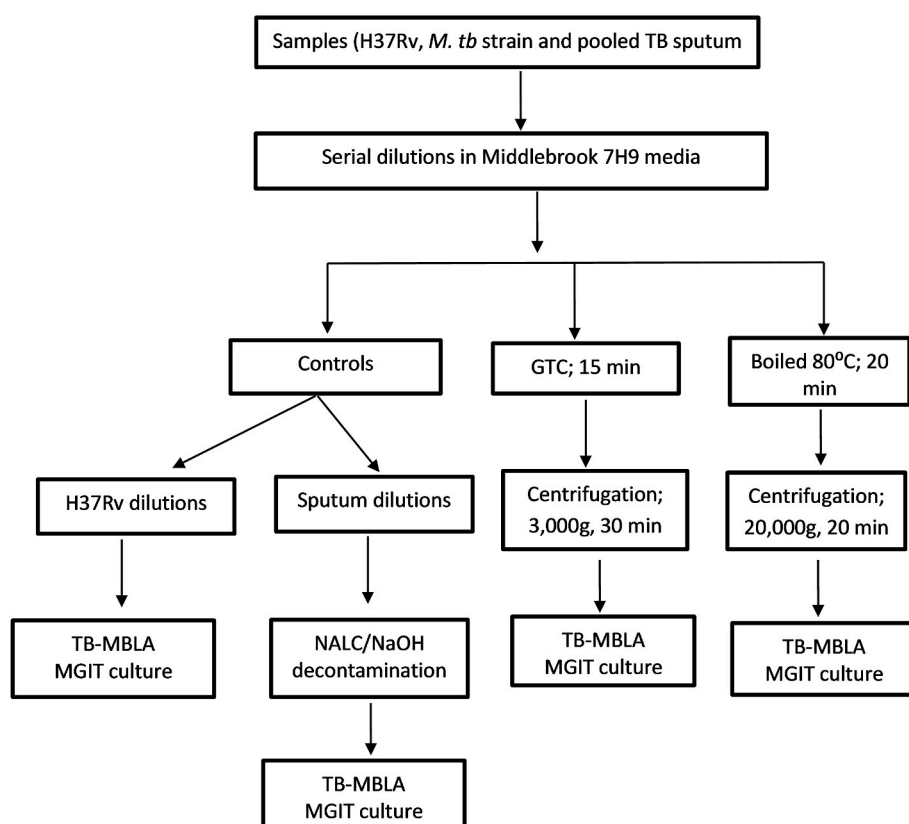 Samples (H37Rv, M. tb strain and pooled TB sputum
Serial dilutions in Middlebrook 7H9 media
Controls
GTC; 15 min
Boiled 80⁰C; 20
min
H37Rv dilutions
Sputum dilutions
Centrifugation;
3,000g, 30 min
Centrifugation;
20,000g, 20 min
TB-MBLA
MGIT culture
NALC/NaOH
decontamination
TB-MBLA
MGIT culture
TB-MBLA
MGIT culture
TB-MBLA
MGIT culture